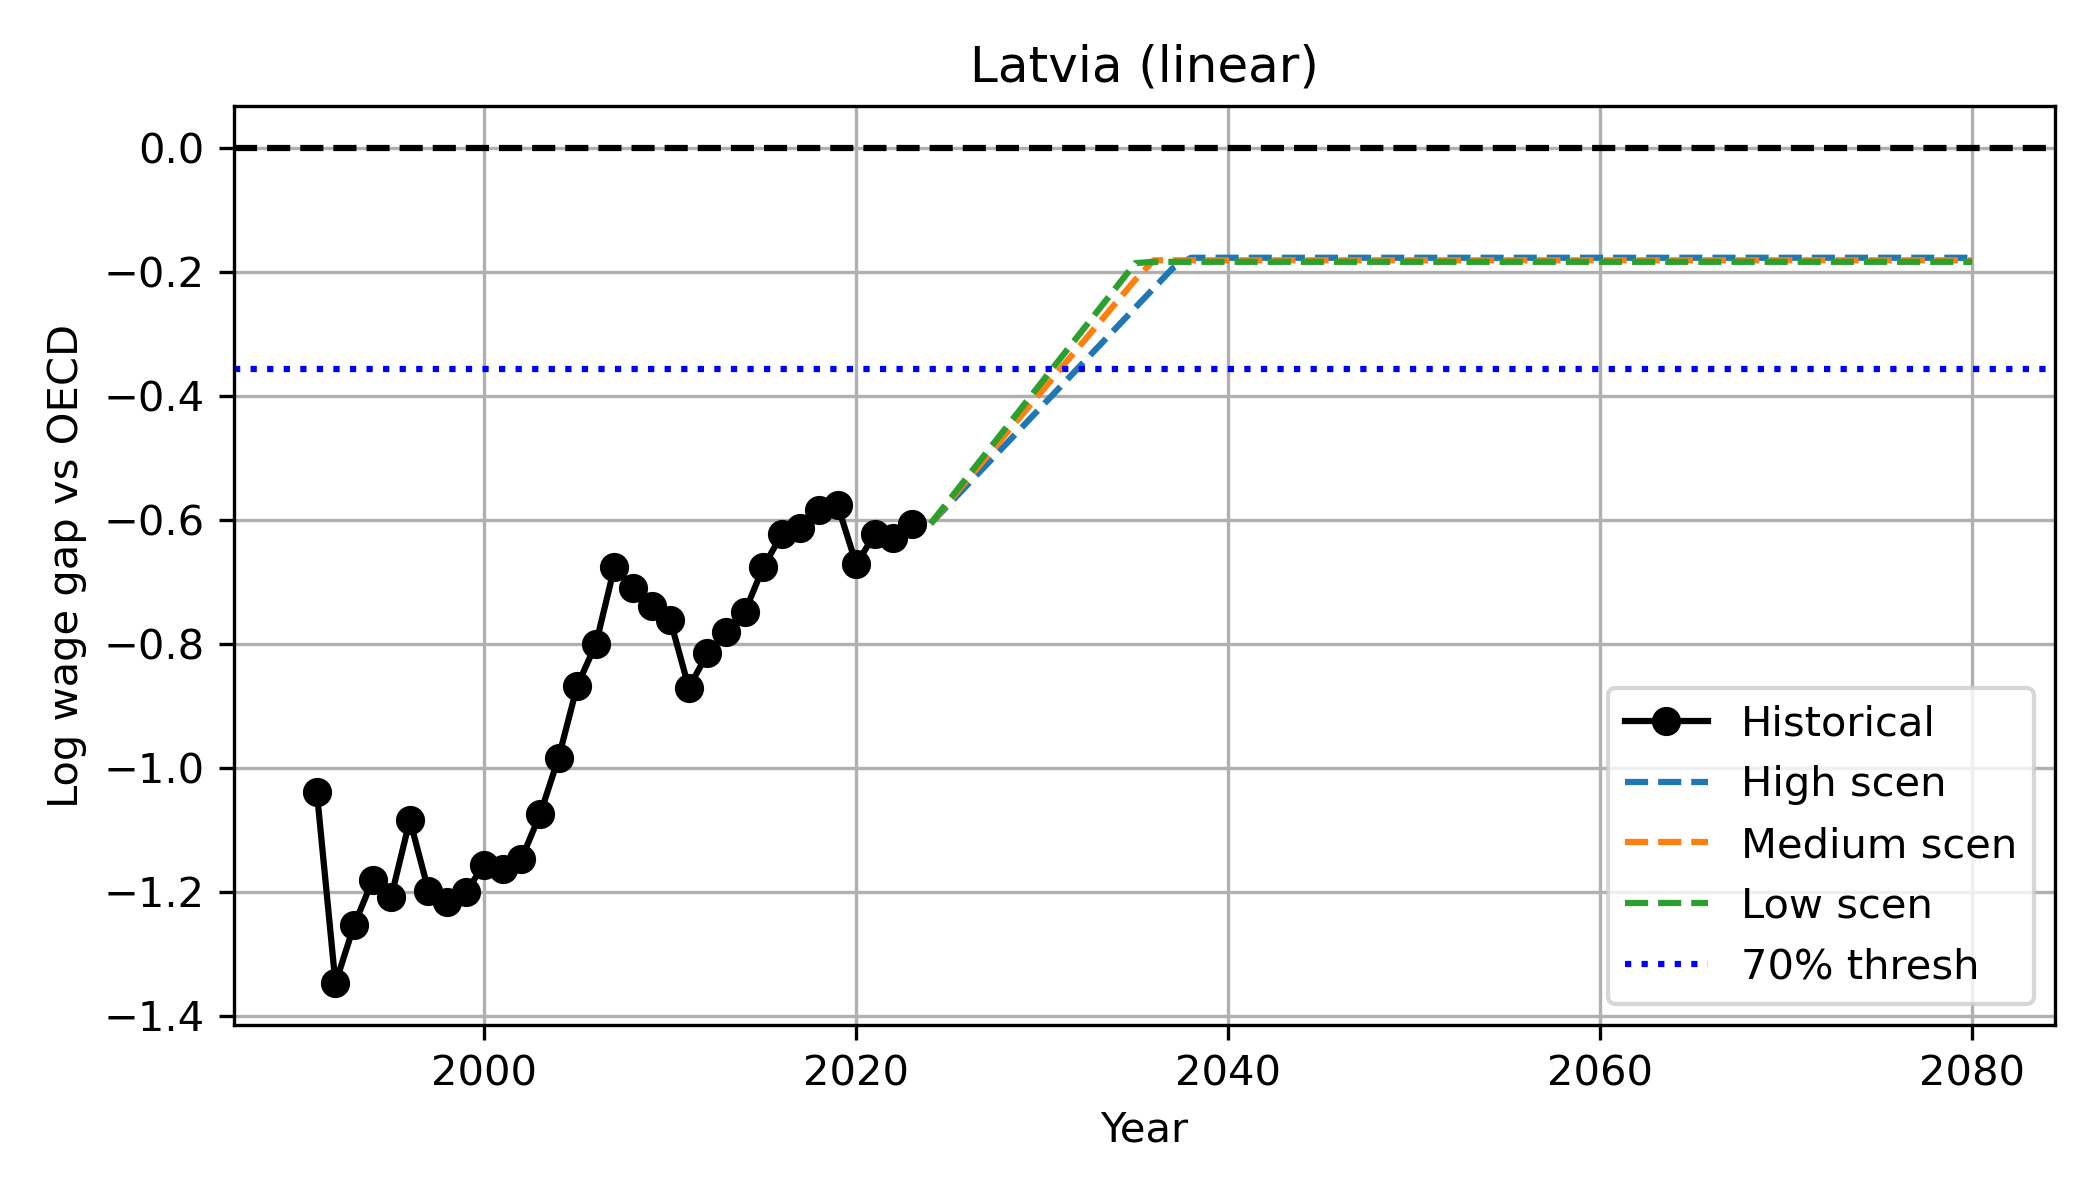 Latvia (linear)
0.0
−0.2
−0.4
−0.6
−0.8
−1.0
−1.2
−1.4
Log wage gap vs OECD
Historical
High scen
Medium scen
Low scen
70% thresh
2000 2020 2040 2060 2080
Year